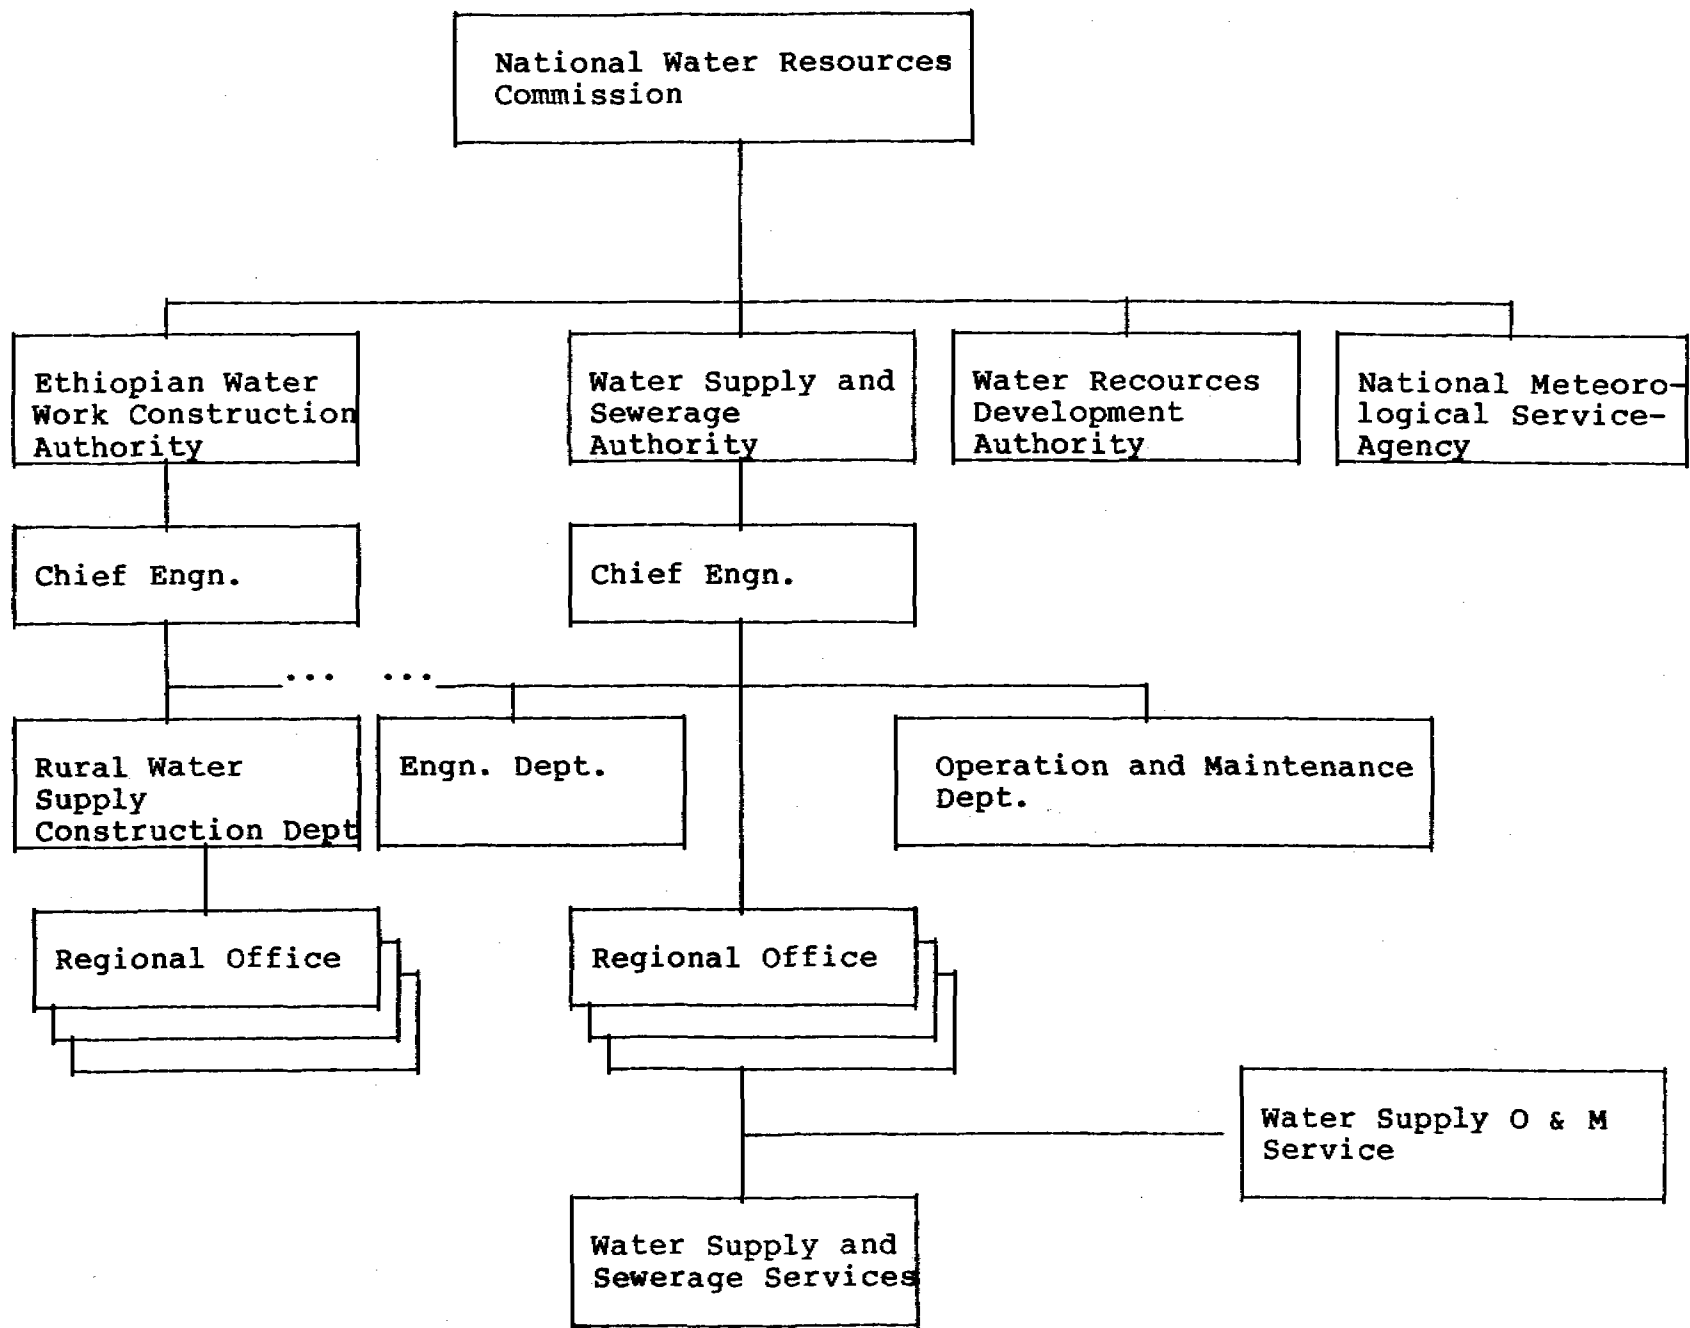 National Water Resources
Commission
Ethiopian Water
Work Construction
Authority
Water Supply and
Sewerage
Authority
Water Recources
Development
Authority
National Meteoro-
logical Service-
Agency
Chief Engn.
Chief Engn.
... ...
Rural Water
Supply
Construction Dept
Engn. Dept.
Operation and Maintenance
Dept.
Regional Office
Regional Office
Water Supply O & M
Service
Water Supply and
Sewerage Services